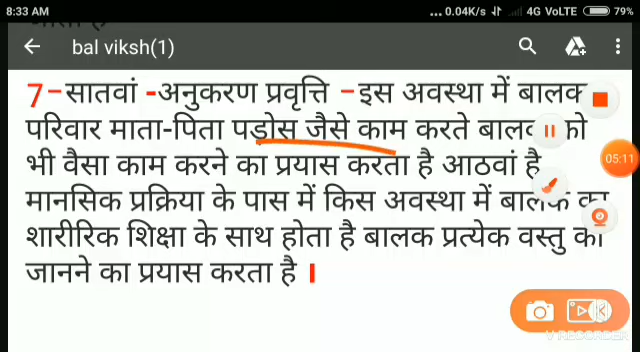 8:33 AM ... 0.04K/s 4G VoLTE 79%
bal viksh(1)
7-सातवां -अनुकरण प्रवृत्ति -इस अवस्था में बालक
परिवार माता-पिता पड़ोस जैसे काम करते बालक को
05:11
भी वैसा काम करने का प्रयास करता है आठवां है
मानसिक प्रक्रिया के पास में किस अवस्था में बालक का
शारीरिक शिक्षा के साथ होता है बालक प्रत्येक वस्तु को
जानने का प्रयास करता है ।
V RECORDER